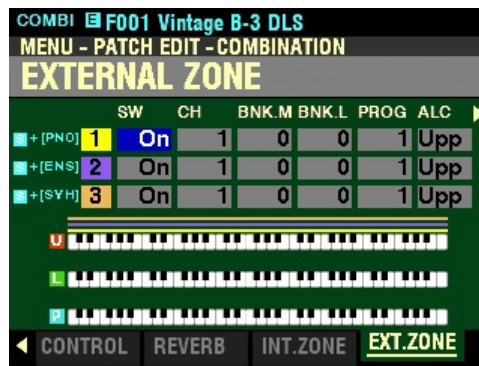 COMBI E F001 Vintage B-3 DLS
MENU - PATCH EDIT - COMBINATION
EXTERNAL ZONE
SW CH BNK.M BNK.L PROG ALC
S +[PNO] 1 On 1 0 0 1 Upp
S +[ENS] 2 On 1 0 0 1 Upp
S +[SYH] 3 On 1 0 0 1 Upp
U
L
P
CONTROL REVERB INT.ZONE EXT.ZONE